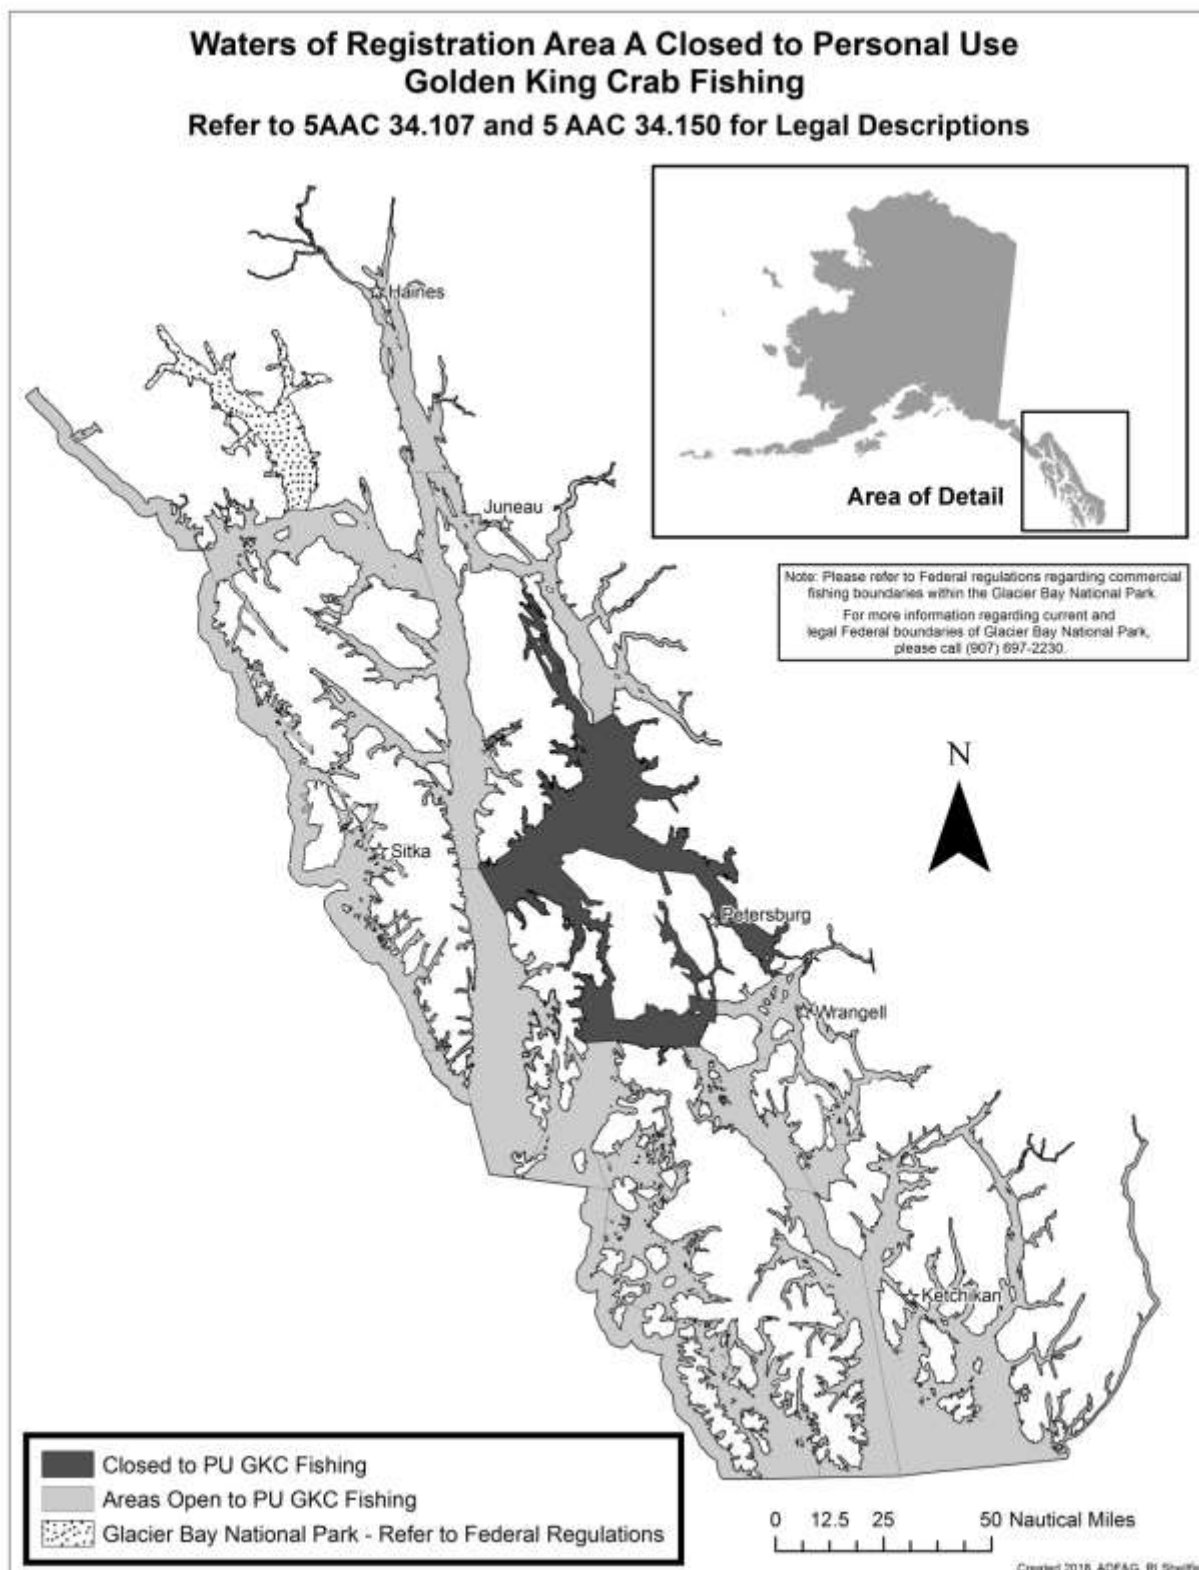 Waters of Registration Area A Closed to Personal Use
Golden King Crab Fishing
Refer to 5AAC 34.107 and 5 AAC 34.150 for Legal Descriptions
Haines
Juneau
Area of Detail
Note: Please refer to Federal regulations regarding commercial
fishing boundaries within the Glacier Bay National Park.
For more information regarding current and
legal Federal boundaries of Glacier Bay National Park,
please call (907) 697-2230.
N
Sitka
Petersburg
Wrangell
Ketchikan
Closed to PU GKC Fishing
Areas Open to PU GKC Fishing
Glacier Bay National Park - Refer to Federal Regulations
0 12.5 25 50 Nautical Miles
Created 2018, ADF&G,